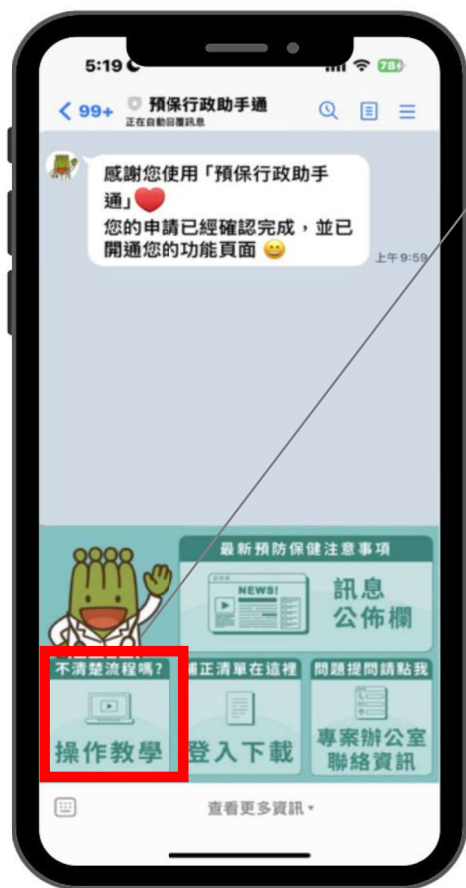 5:19
78
99+
預保行政助手通
正在自動回覆訊息
感謝您使用「預保行政助手
通」
您的申請已經確認完成，並已
開通您的功能頁面
上午 9:59
最新預防保健注意事項
NEWS!
訊息
公佈欄
不清楚流程嗎？
補正清單在這裡
問題提問請點我
操作教學
登入下載
專案辦公室
聯絡資訊
查看更多資訊